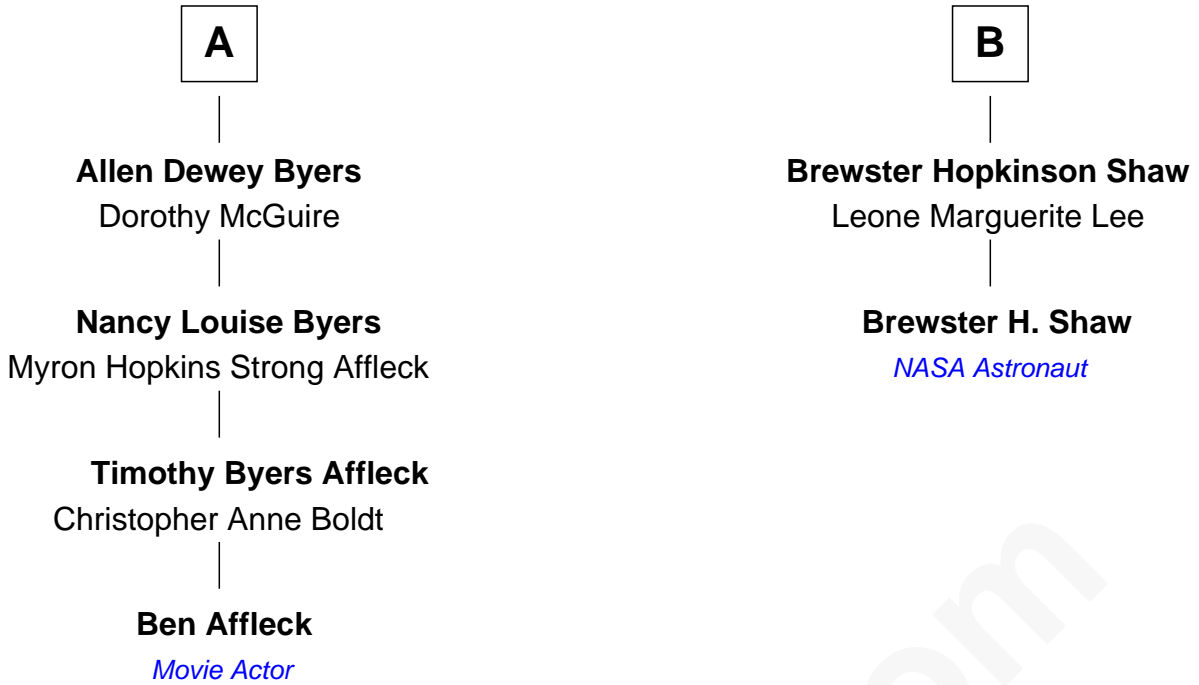 A
Allen Dewey Byers
Dorothy McGuire
Nancy Louise Byers
Myron Hopkins Strong Affleck
Timothy Byers Affleck
Christopher Anne Boldt
Ben Affleck
Movie Actor
B
Brewster Hopkinson Shaw
Leone Marguerite Lee
Brewster H. Shaw
NASA Astronaut
om